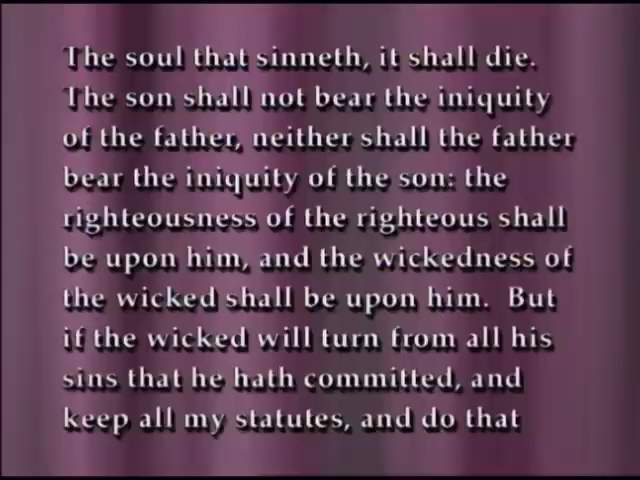 The soul that sinneth, it shall die.
The son shall not bear the iniquity
of the father, neither shall the father
bear the iniquity of the son: the
righteousness of the righteous shall
be upon him, and the wickedness of
the wicked shall be upon him.  But
if the wicked will turn from all his
sins that he hath committed, and
keep all my statutes, and do that